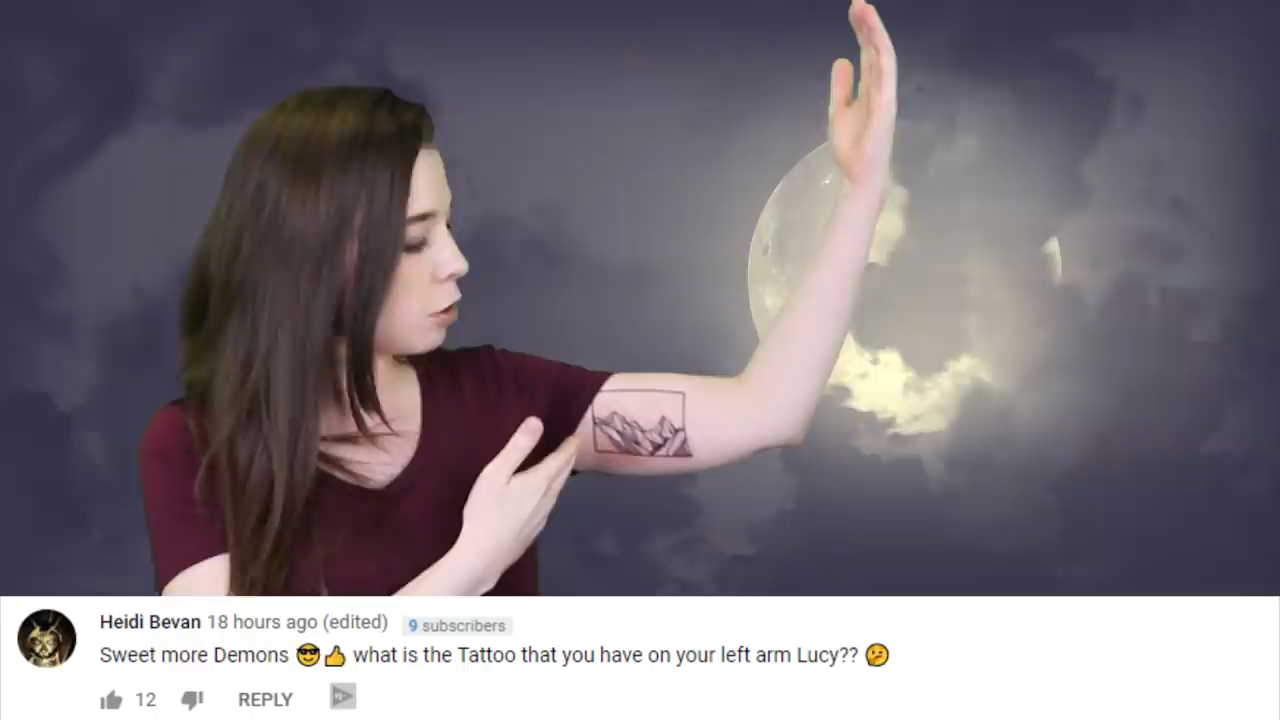 Heidi Bevan 18 hours ago (edited) 9 subscribers
Sweet more Demons 😎👍 what is the Tattoo that you have on your left arm Lucy?? 🤔
12 REPLY